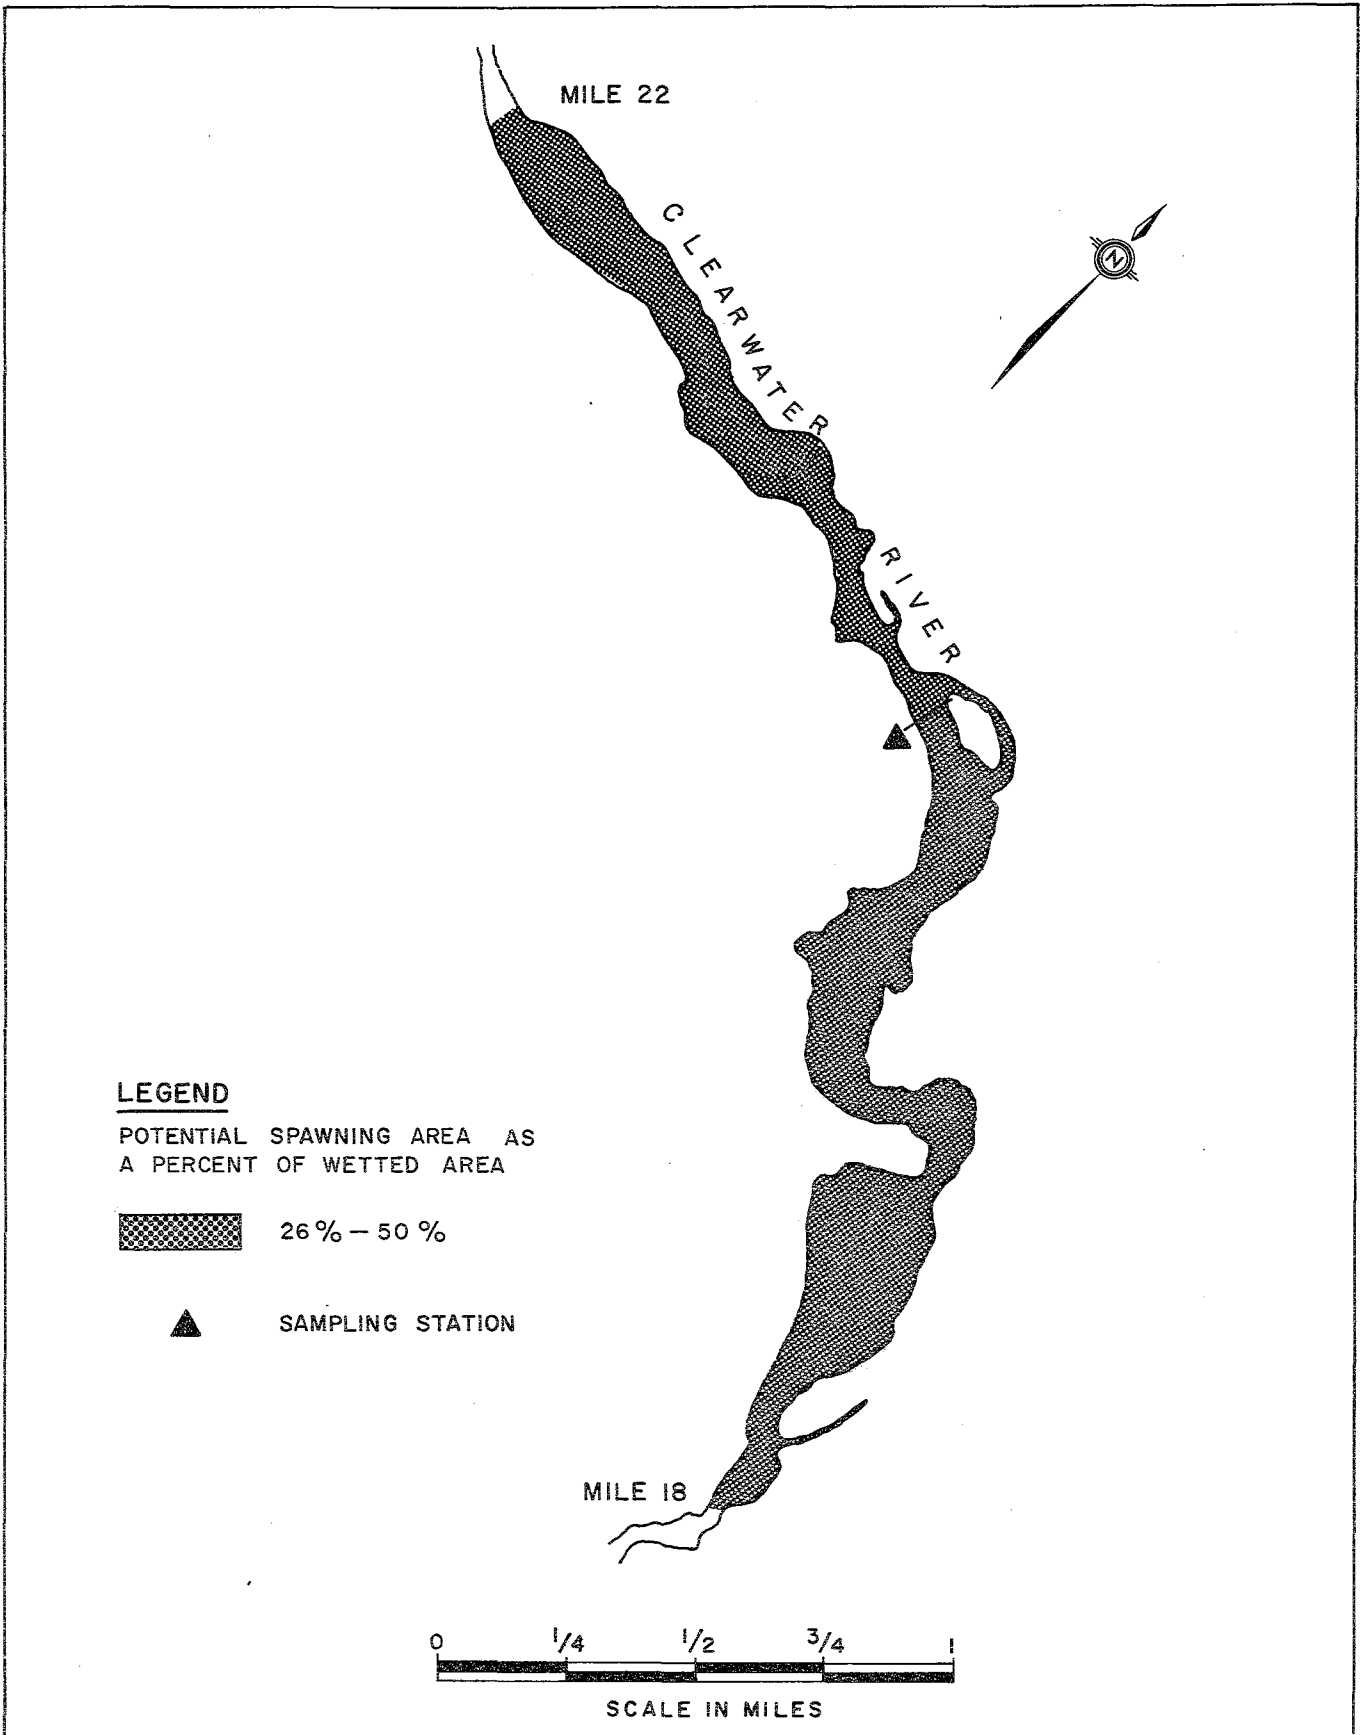 MILE 22
CLEARWATER RIVER
N
LEGEND
POTENTIAL SPAWNING AREA AS
A PERCENT OF WETTED AREA
26% – 50 %
SAMPLING STATION
MILE 18
0 1/4 1/2 3/4 1
SCALE IN MILES